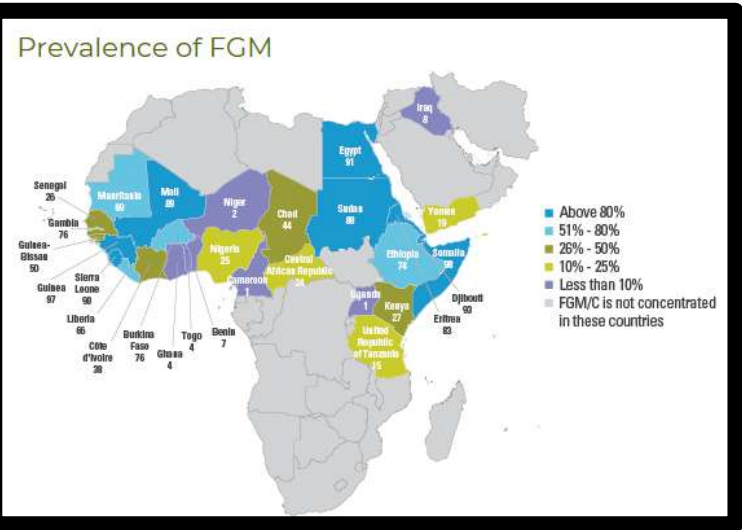 Prevalence of FGM
Iraq
8
Egypt
91
Senegal
26
Mauritania
69
Mali
89
Niger
2
Chad
44
Sudan
88
Yemen
19
Gambia
76
Guinea-
Bissau
50
Nigeria
25
Central
African Republic
24
Ethiopia
74
Somalia
98
Guinea
97
Sierra
Leone
90
Cameroon
1
Uganda
1
Kenya
27
Djibouti
93
Liberia
66
Eritrea
83
Côte
d'Ivoire
38
Burkina
Faso
76
Ghana
4
Togo
4
Benin
7
United
Republic
of Tanzania
15
Above 80%
51% - 80%
26% - 50%
10% - 25%
Less than 10%
FGM/C is not concentrated
in these countries